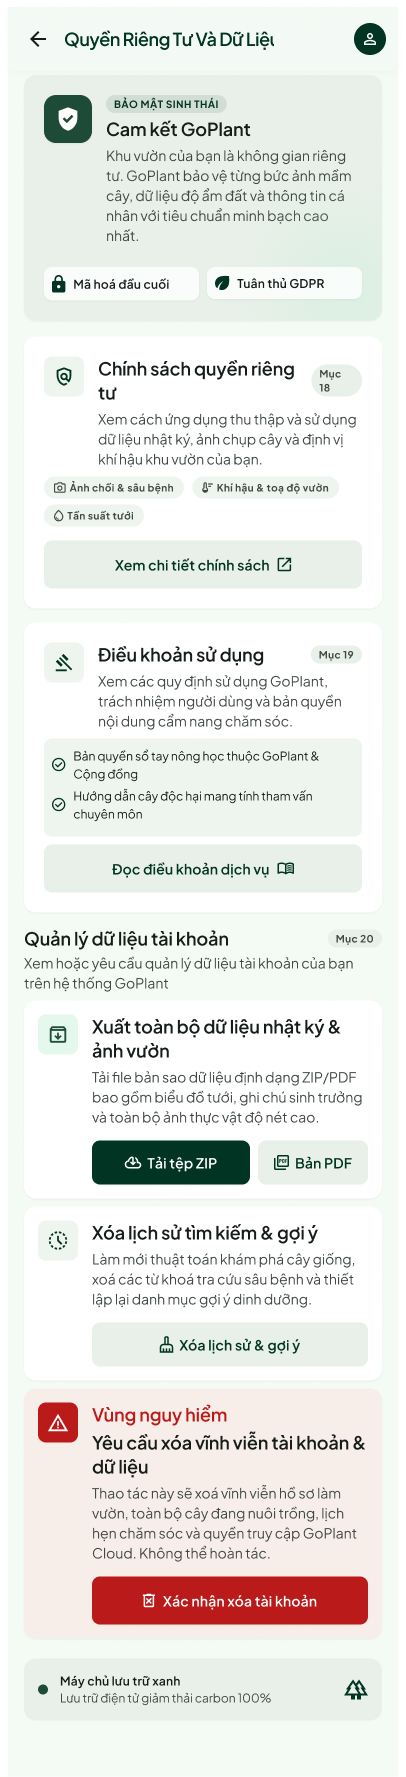 Quyền Riêng Tư Và Dữ Liệu
BẢO MẬT SINH THÁI
Cam kết GoPlant
Khu vườn của bạn là không gian riêng
tư. GoPlant bảo vệ từng bức ảnh mầm
cây, dữ liệu độ ẩm đất và thông tin cá
nhân với tiêu chuẩn minh bạch cao
nhất.
Mã hoá đầu cuối
Tuân thủ GDPR
Chính sách quyền riêng
tư
Mục
18
Xem cách ứng dụng thu thập và sử dụng
dữ liệu nhật ký, ảnh chụp cây và định vị
khí hậu khu vườn của bạn.
Ảnh chồi & sâu bệnh
Khí hậu & toạ độ vườn
Tần suất tưới
Xem chi tiết chính sách
Điều khoản sử dụng
Mục 19
Xem các quy định sử dụng GoPlant,
trách nhiệm người dùng và bản quyền
nội dung cẩm nang chăm sóc.
Bản quyền sổ tay nông học thuộc GoPlant &
Cộng đồng
Hướng dẫn cây độc hại mang tính tham vấn
chuyên môn
Đọc điều khoản dịch vụ
Quản lý dữ liệu tài khoản
Mục 20
Xem hoặc yêu cầu quản lý dữ liệu tài khoản của bạn
trên hệ thống GoPlant
Xuất toàn bộ dữ liệu nhật ký &
ảnh vườn
Tải file bản sao dữ liệu định dạng ZIP/PDF
bao gồm biểu đồ tưới, ghi chú sinh trưởng
và toàn bộ ảnh thực vật độ nét cao.
Tải tệp ZIP
Bản PDF
Xóa lịch sử tìm kiếm & gợi ý
Làm mới thuật toán khám phá cây giống,
xoá các từ khoá tra cứu sâu bệnh và thiết
lập lại danh mục gợi ý dinh dưỡng.
Xóa lịch sử & gợi ý
Vùng nguy hiểm
Yêu cầu xóa vĩnh viễn tài khoản &
dữ liệu
Thao tác này sẽ xoá vĩnh viễn hồ sơ làm
vườn, toàn bộ cây đang nuôi trồng, lịch
hẹn chăm sóc và quyền truy cập GoPlant
Cloud. Không thể hoàn tác.
Xác nhận xóa tài khoản
Máy chủ lưu trữ xanh
Lưu trữ điện tử giảm thải carbon 100%